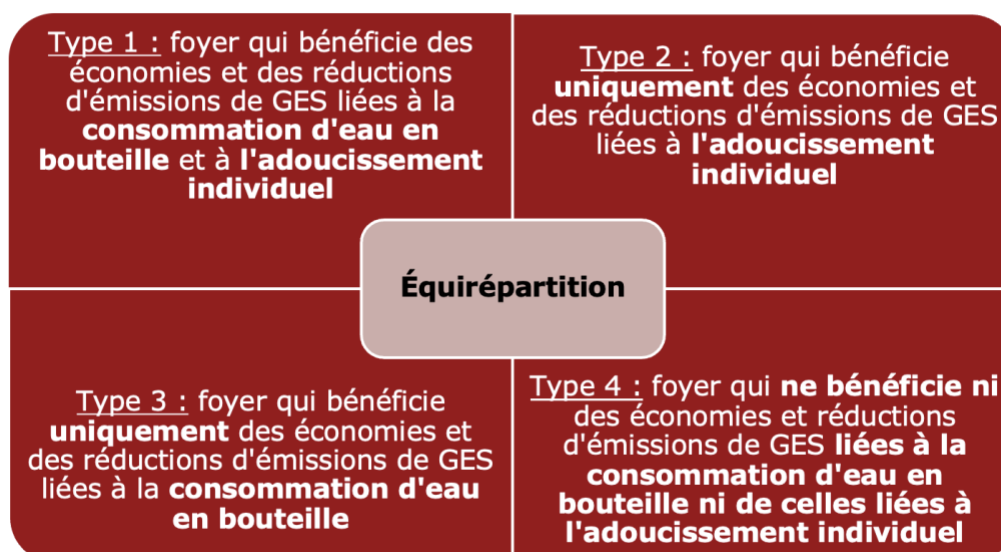 Type 1 : foyer qui bénéficie des
économies et des réductions
d'émissions de GES liées à la
consommation d'eau en
bouteille et à l'adoucissement
individuel
Type 2 : foyer qui bénéficie
uniquement des économies et
des réductions d'émissions de GES
liées à l'adoucissement
individuel
Équirépartition
Type 3 : foyer qui bénéficie
uniquement des économies et
des réductions d'émissions de GES
liées à la consommation d'eau
en bouteille
Type 4 : foyer qui ne bénéficie ni
des économies et réductions
d'émissions de GES liées à la
consommation d'eau en
bouteille ni de celles liées à
l'adoucissement individuel